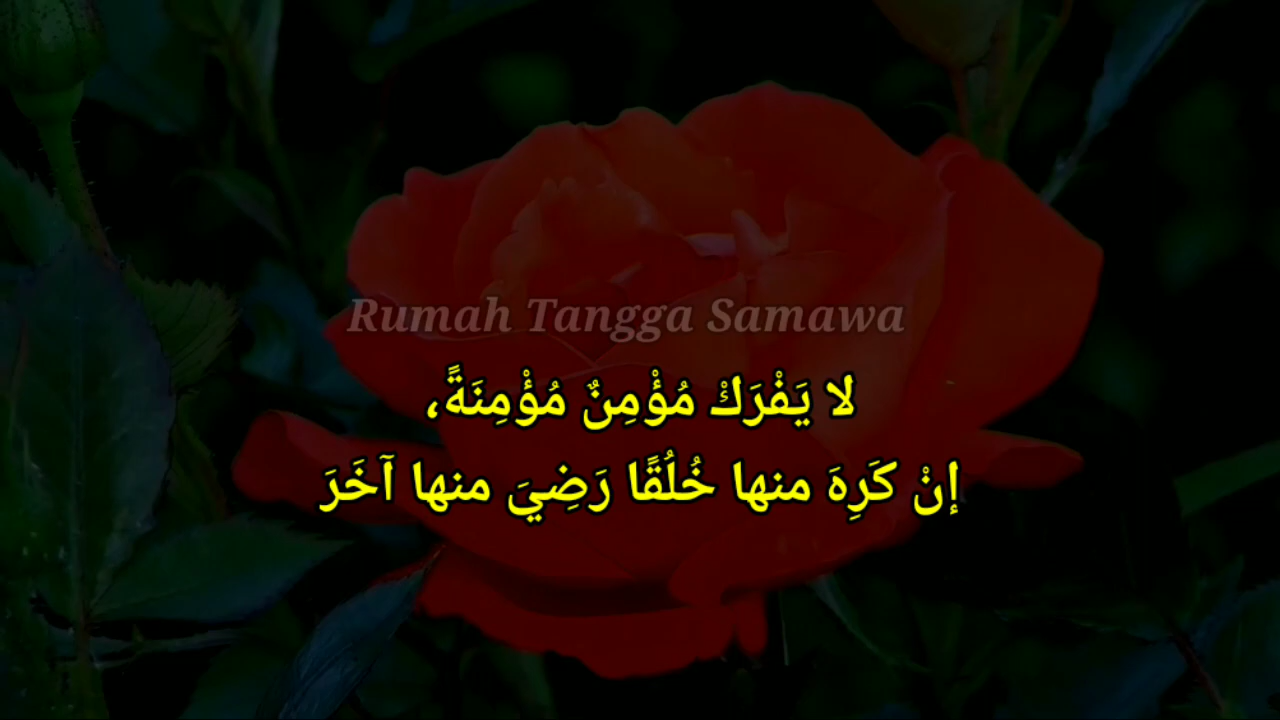 Rumah Tangga Samawa
لا يَفْرَكْ مُؤْمِنٌ مُؤْمِنَةً،
إنْ كَرِهَ منها خُلُقًا رَضِيَ منها آخَرَ